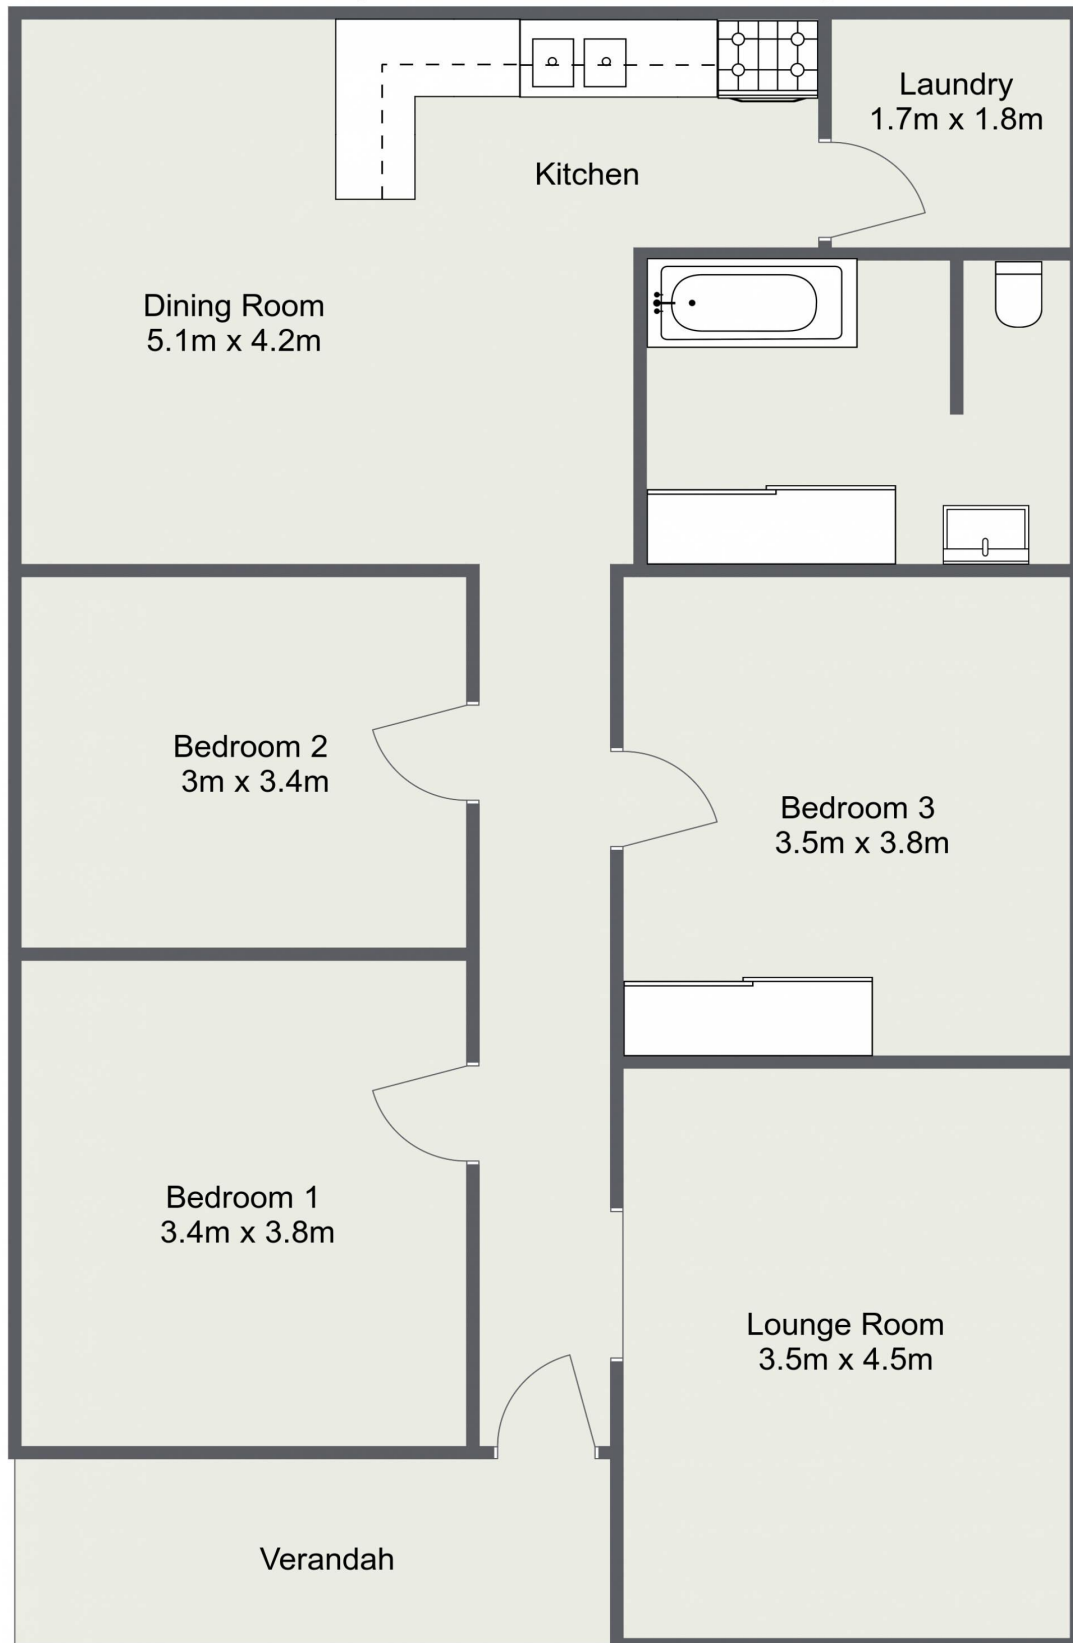 Laundry
1.7m x 1.8m
Kitchen
Dining Room
5.1m x 4.2m
Bedroom 2
3m x 3.4m
Bedroom 3
3.5m x 3.8m
Bedroom 1
3.4m x 3.8m
Lounge Room
3.5m x 4.5m
Verandah